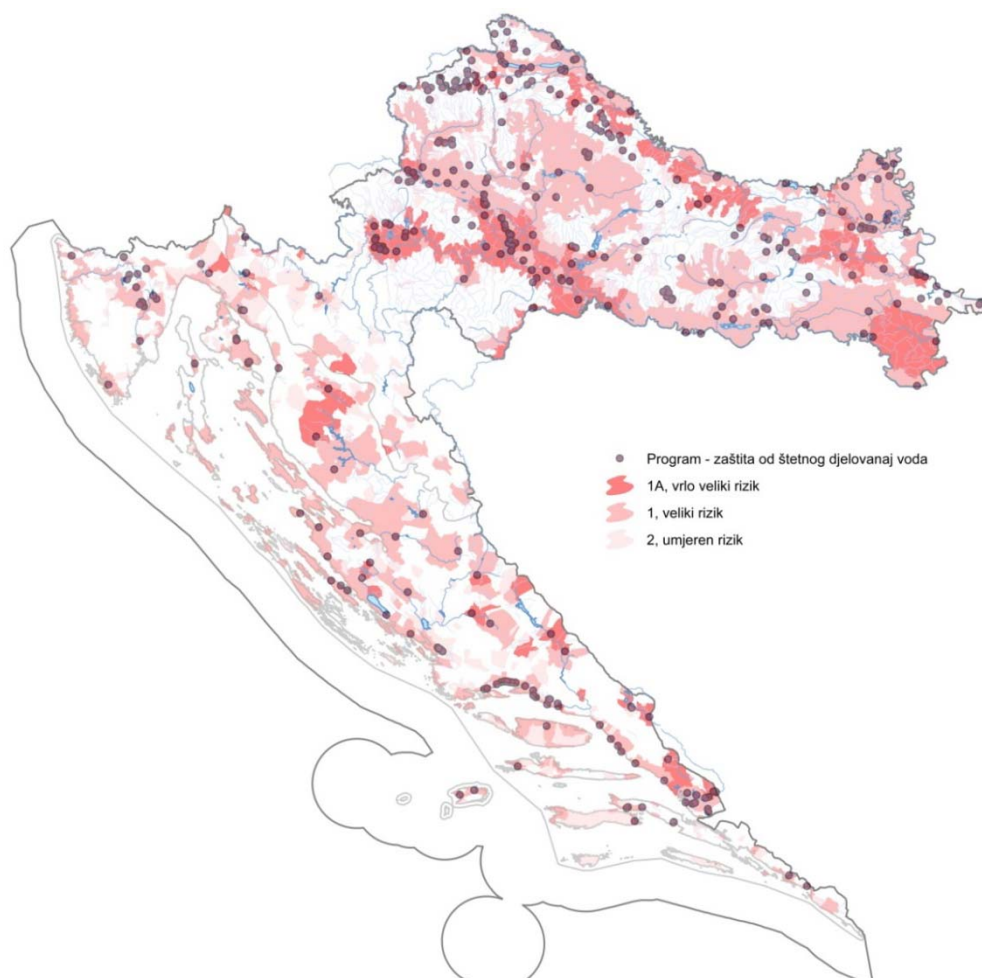 Program - zaštita od štetnog djelovanaj voda
1A, vrlo veliki rizik
1, veliki rizik
2, umjeren rizik